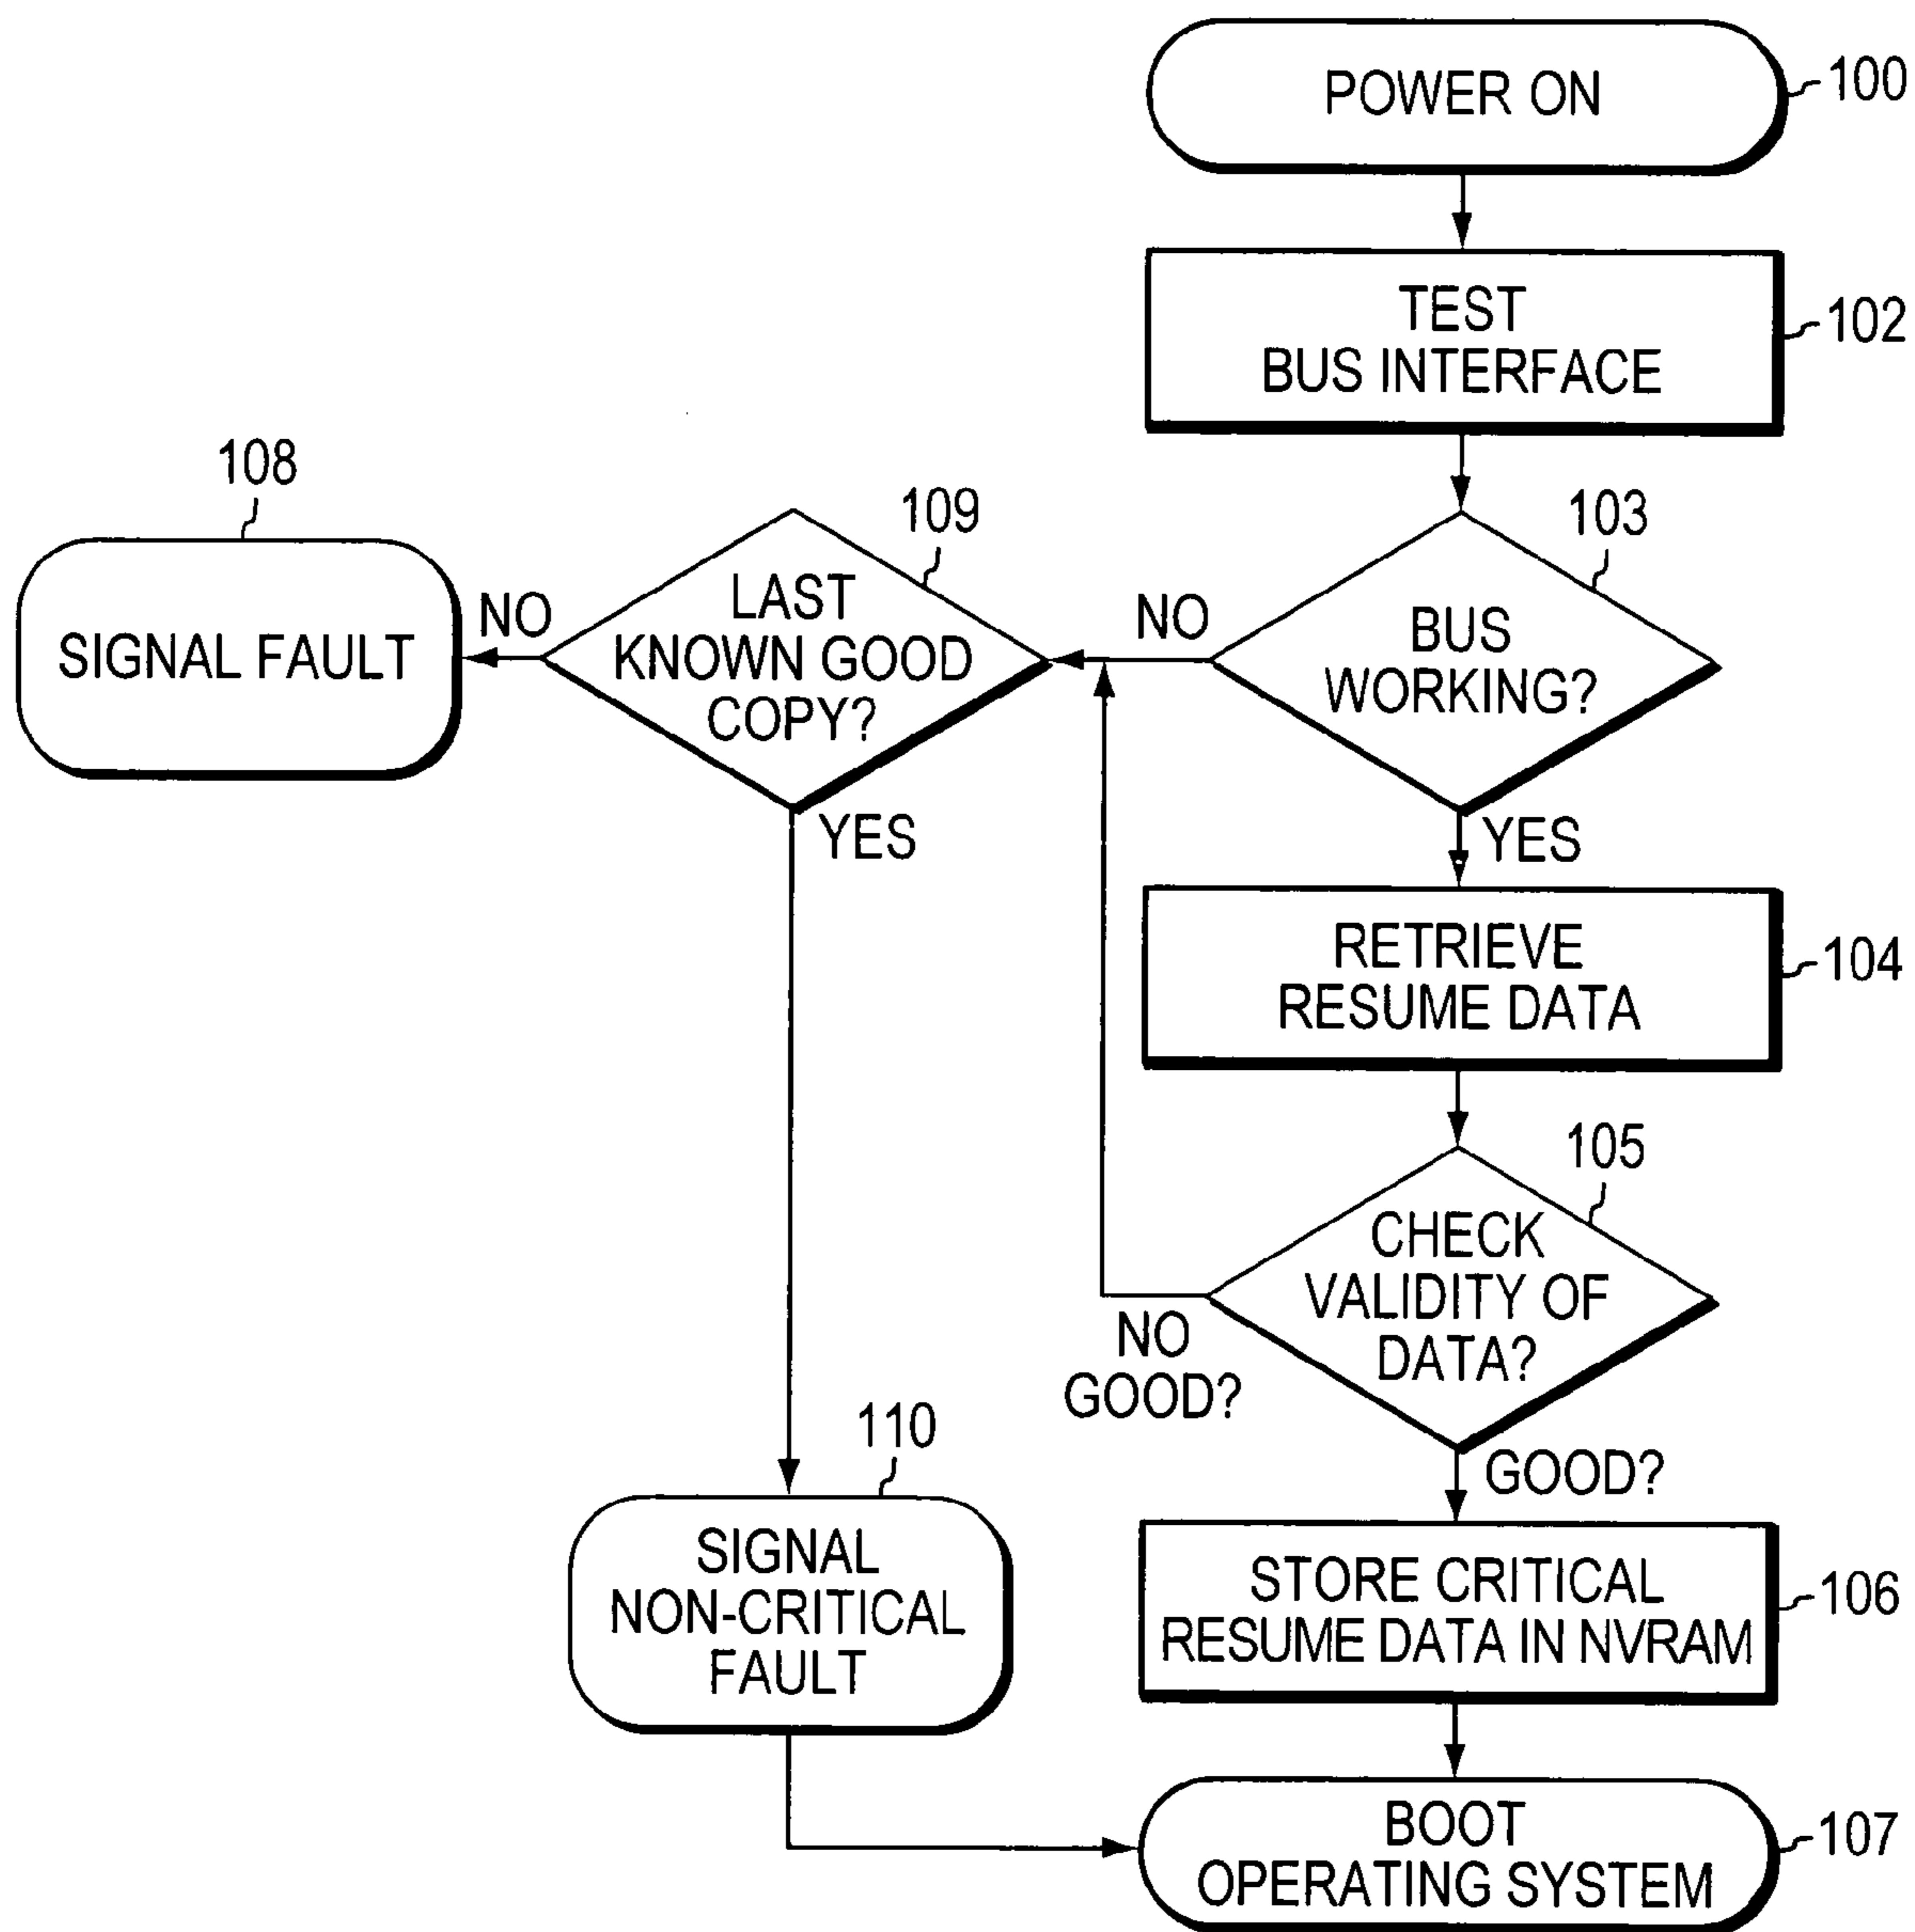 POWER ON
100
TEST
BUS INTERFACE
102
108
SIGNAL FAULT
NO
109
LAST
KNOWN GOOD
COPY?
YES
NO
103
BUS
WORKING?
YES
RETRIEVE
RESUME DATA
104
105
CHECK
VALIDITY OF
DATA?
NO
GOOD?
GOOD?
110
SIGNAL
NON-CRITICAL
FAULT
STORE CRITICAL
RESUME DATA IN NVRAM
106
BOOT
OPERATING SYSTEM
107